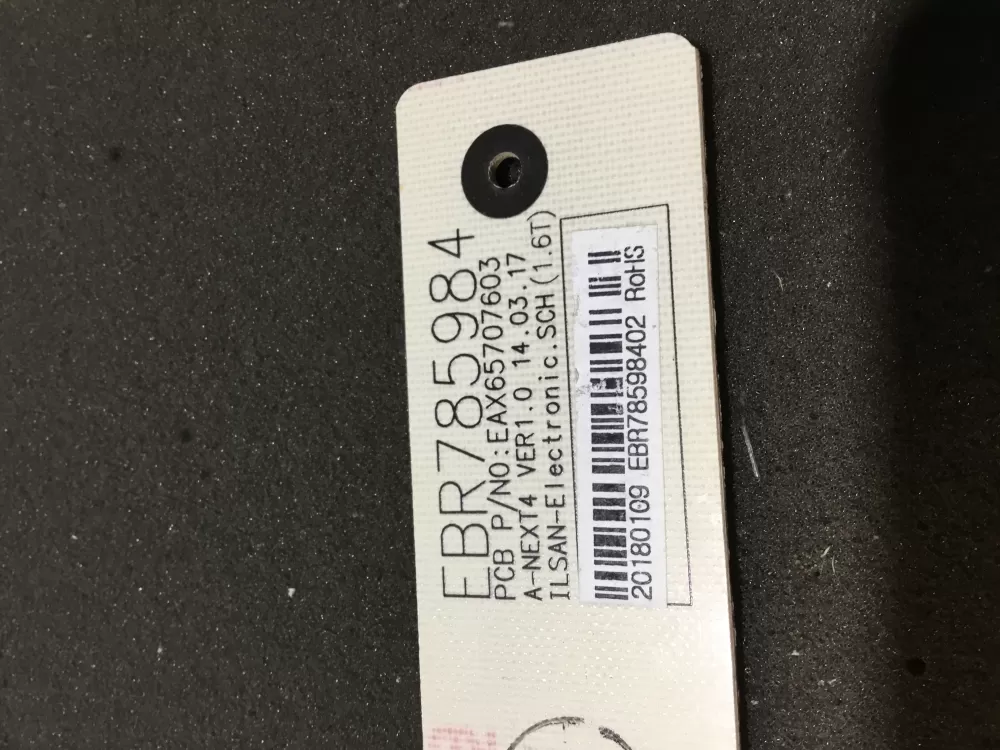 EBR785984
PCB P/NO:EAX65707603
A-NEXT4 VER1.0 14.03.17
ILSAN-Electronic.SCH(1.6T)
20180109 EBR78598402 RoHS